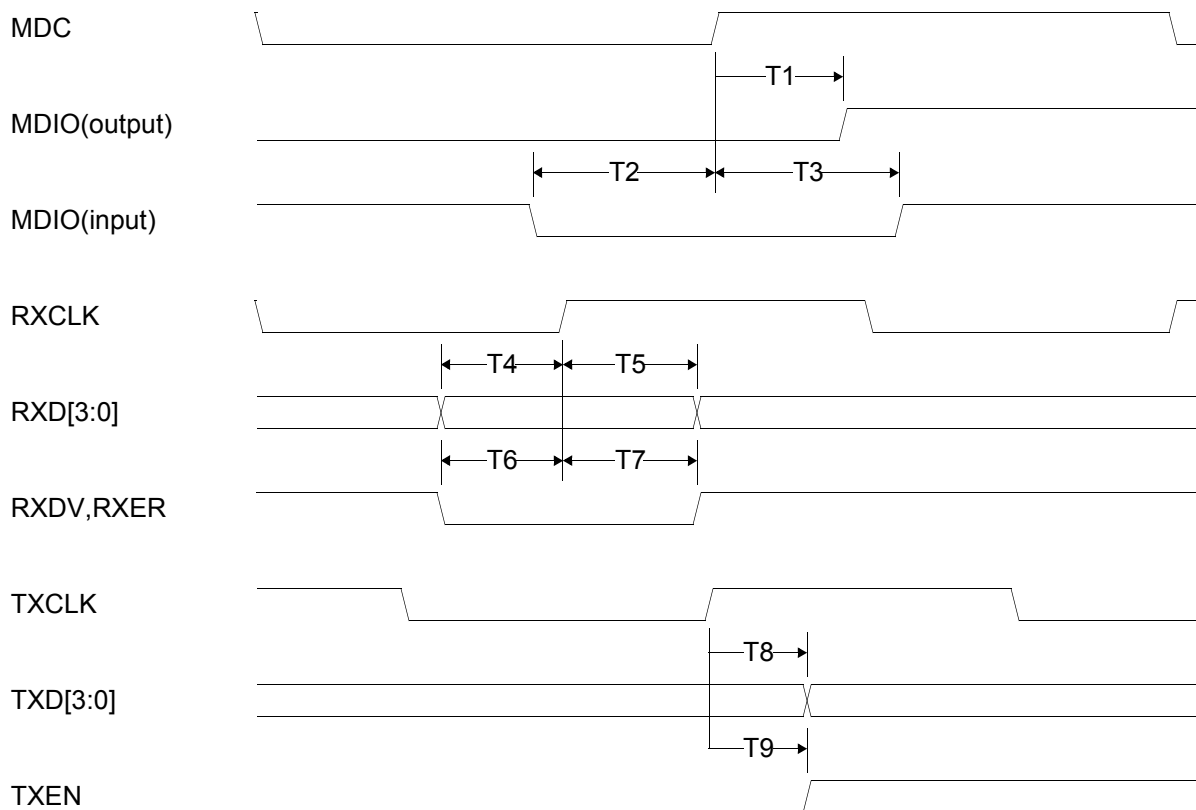 MDC
T1
MDIO(output)
T2 T3
MDIO(input)
RXCLK
T4 T5
RXD[3:0]
T6 T7
RXDV,RXER
TXCLK
T8
TXD[3:0]
T9
TXEN